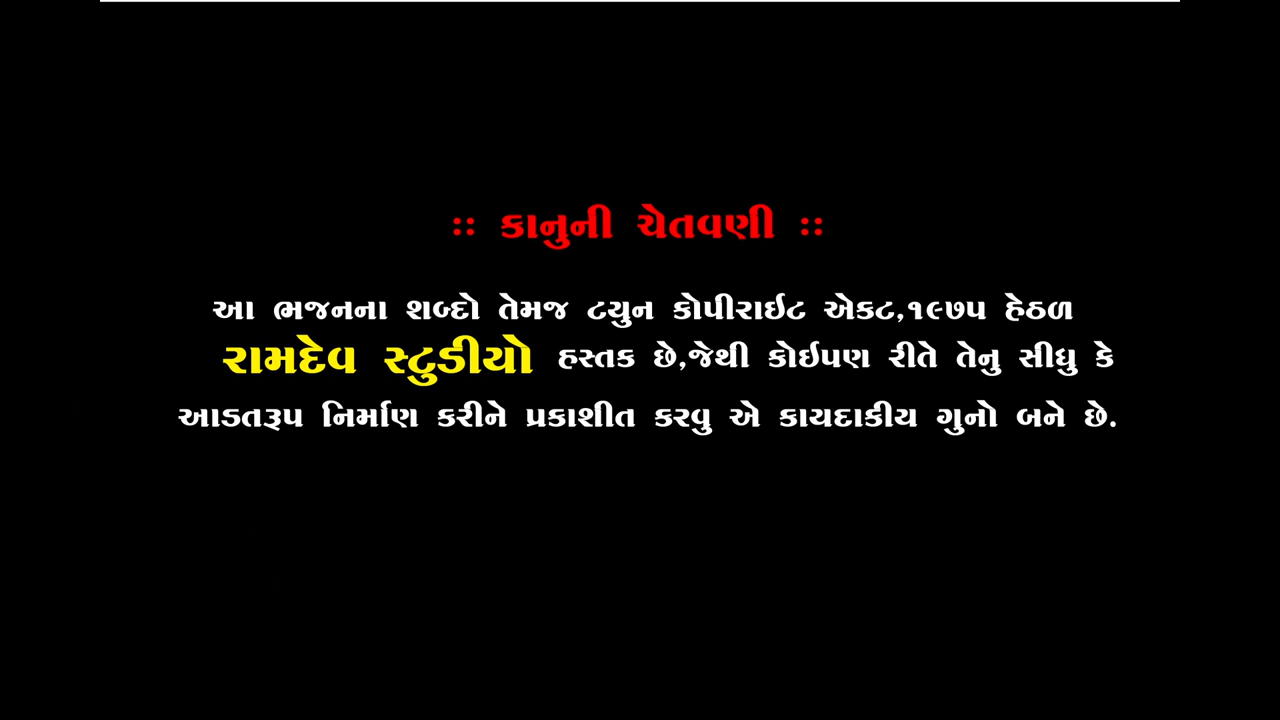 :: કાનુની ચેતવણી ::
આ ભજનના શબ્દો તેમજ ટયુન કોપીરાઈટ એકટ,૧૯૭૫ હેઠળ
રામદેવ સ્ટુડીયો હસ્તક છે,જેથી કોઈપણ રીતે તેનુ સીધુ કે
આડતરૂપ નિર્માણ કરીને પ્રકાશીત કરવુ એ કાયદાકીય ગુનો બને છે.